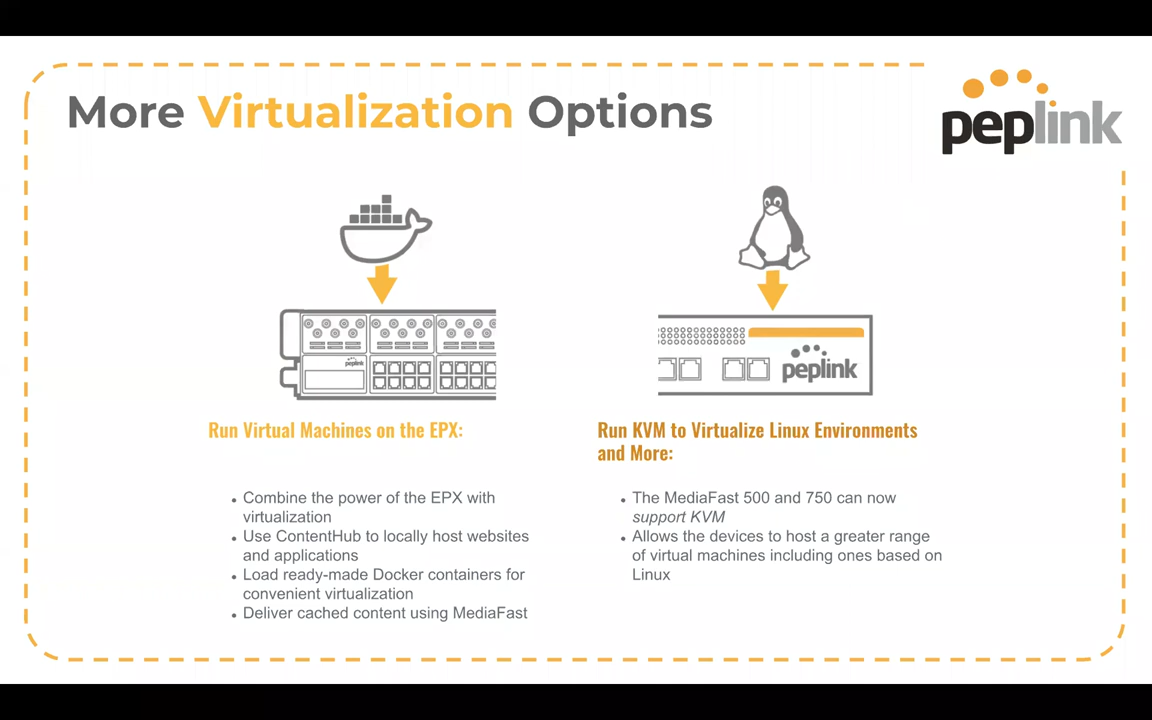 More Virtualization Options
peplink
peplink
peplink
Run Virtual Machines on the EPX:
Combine the power of the EPX with
virtualization
Use ContentHub to locally host websites
and applications
Load ready-made Docker containers for
convenient virtualization
Deliver cached content using MediaFast
Run KVM to Virtualize Linux Environments
and More:
The MediaFast 500 and 750 can now
support KVM
Allows the devices to host a greater range
of virtual machines including ones based on
Linux